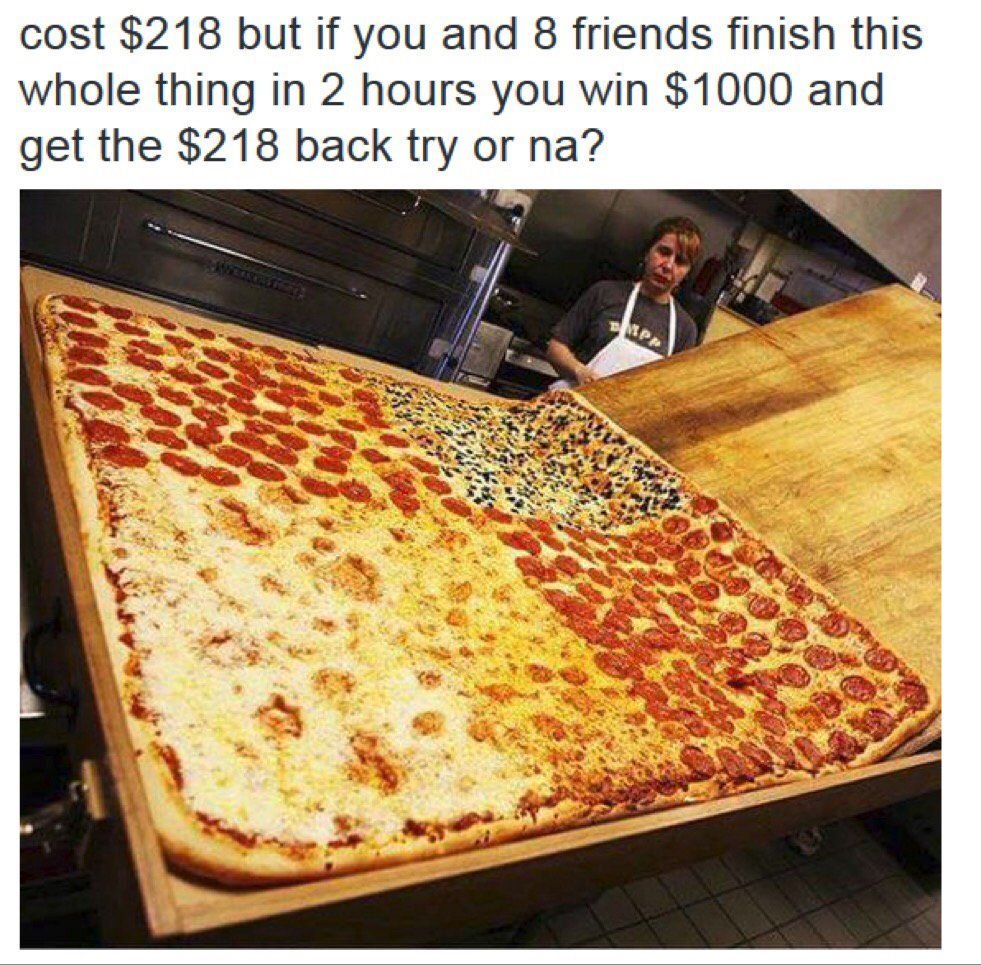 cost $218 but if you and 8 friends finish this
whole thing in 2 hours you win $1000 and
get the $218 back try or na?